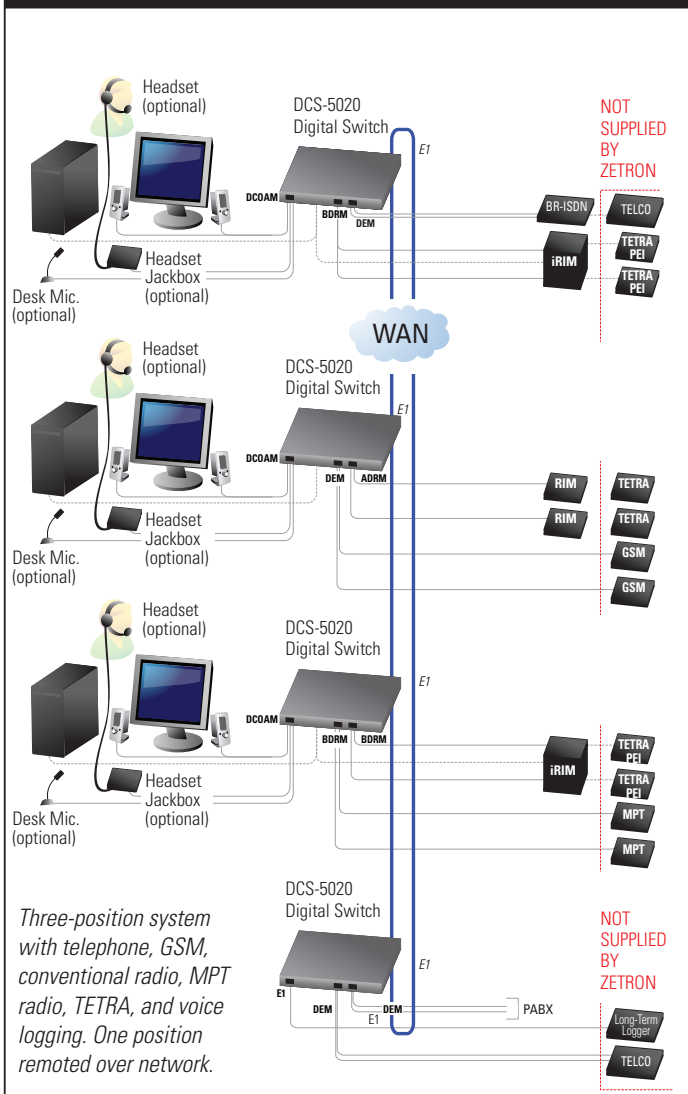 Headset
(optional)
DCS-5020
Digital Switch
E1
NOT
SUPPLIED
BY
ZETRON
DCOAM
BDRM
DEM
BR-ISDN
TELCO
iRIM
TETRA
PEI
TETRA
PEI
Headset
Jackbox
(optional)
Desk Mic.
(optional)
WAN
Headset
(optional)
DCS-5020
Digital Switch
E1
DCOAM
DEM
ADRM
RIM
TETRA
RIM
TETRA
GSM
GSM
Headset
Jackbox
(optional)
Desk Mic.
(optional)
Headset
(optional)
DCS-5020
Digital Switch
E1
DCOAM
BDRM
BDRM
iRIM
TETRA
PEI
TETRA
PEI
MPT
MPT
Headset
Jackbox
(optional)
Desk Mic.
(optional)
DCS-5020
Digital Switch
E1
NOT
SUPPLIED
BY
ZETRON
E1
DEM
DEM
E1
PABX
Long-Term
Logger
TELCO
Three-position system
with telephone, GSM,
conventional radio, MPT
radio, TETRA, and voice
logging. One position
remoted over network.